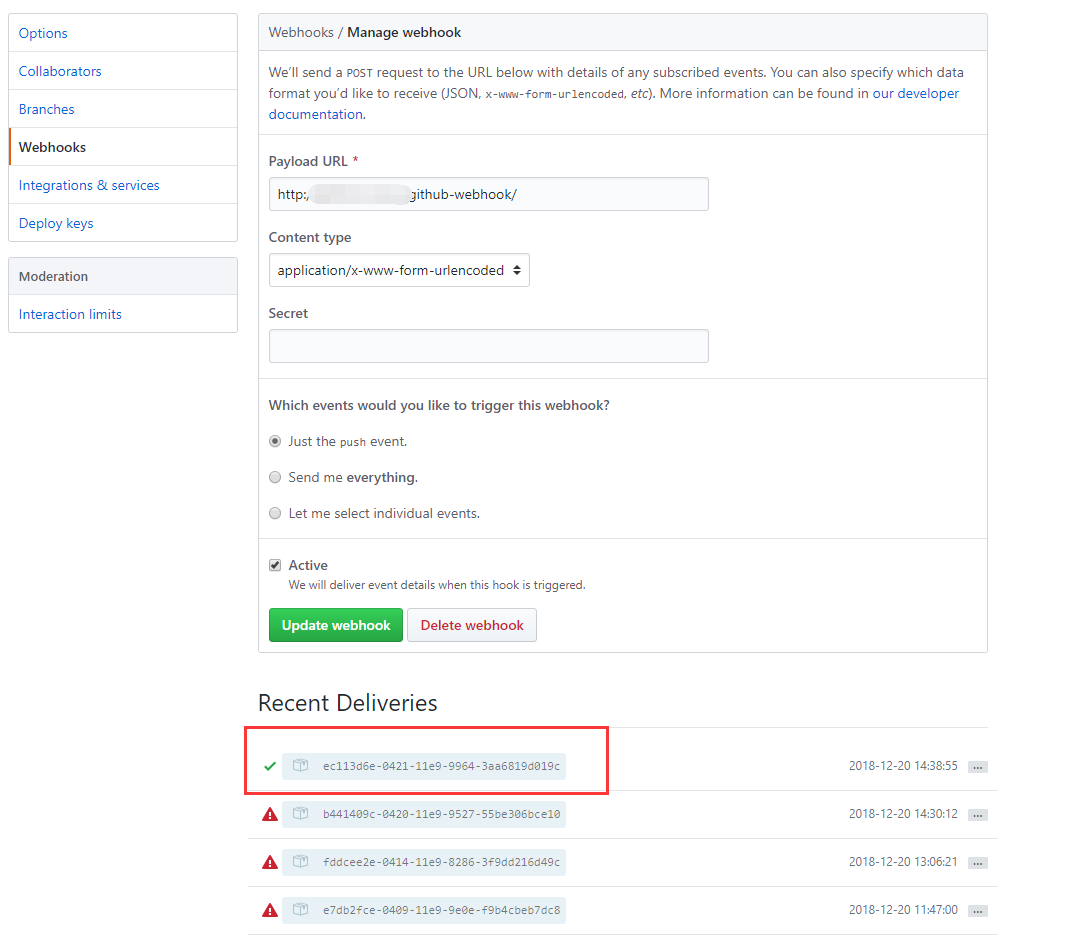 Options
Collaborators
Branches
Webhooks
Integrations & services
Deploy keys
Moderation
Interaction limits
Webhooks / Manage webhook
We'll send a POST request to the URL below with details of any subscribed events. You can also specify which data
format you'd like to receive (JSON, x-www-form-urlencoded, etc). More information can be found in our developer
documentation.
Payload URL *
http:/ github-webhook/
Content type
application/x-www-form-urlencoded
Secret
Which events would you like to trigger this webhook?
Just the push event.
Send me everything.
Let me select individual events.
Active
We will deliver event details when this hook is triggered.
Update webhook Delete webhook
Recent Deliveries
ec113d6e-0421-11e9-9964-3aa6819d019c 2018-12-20 14:38:55 ...
b441409c-0420-11e9-9527-55be306bce10 2018-12-20 14:30:12 ...
fddcee2e-0414-11e9-8286-3f9dd216d49c 2018-12-20 13:06:21 ...
e7db2fce-0409-11e9-9e0e-f9b4cbeb7dc8 2018-12-20 11:47:00 ...